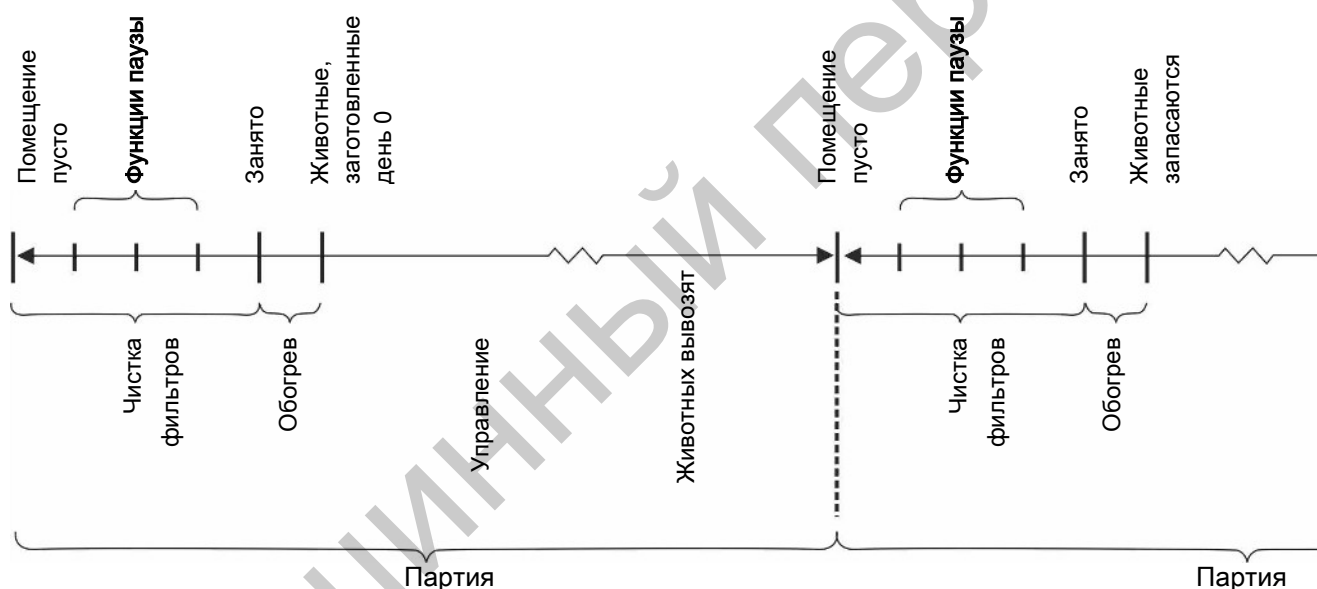 Помещение
пусто
Функции паузы
Занято
Животные,
заготовленные
день 0
Помещение
пусто
Функции паузы
Занято
Животные
запасаются
Чистка
фильтров
Обогрев
Управление
Животных вывозят
Чистка
фильтров
Обогрев
Партия
Партия